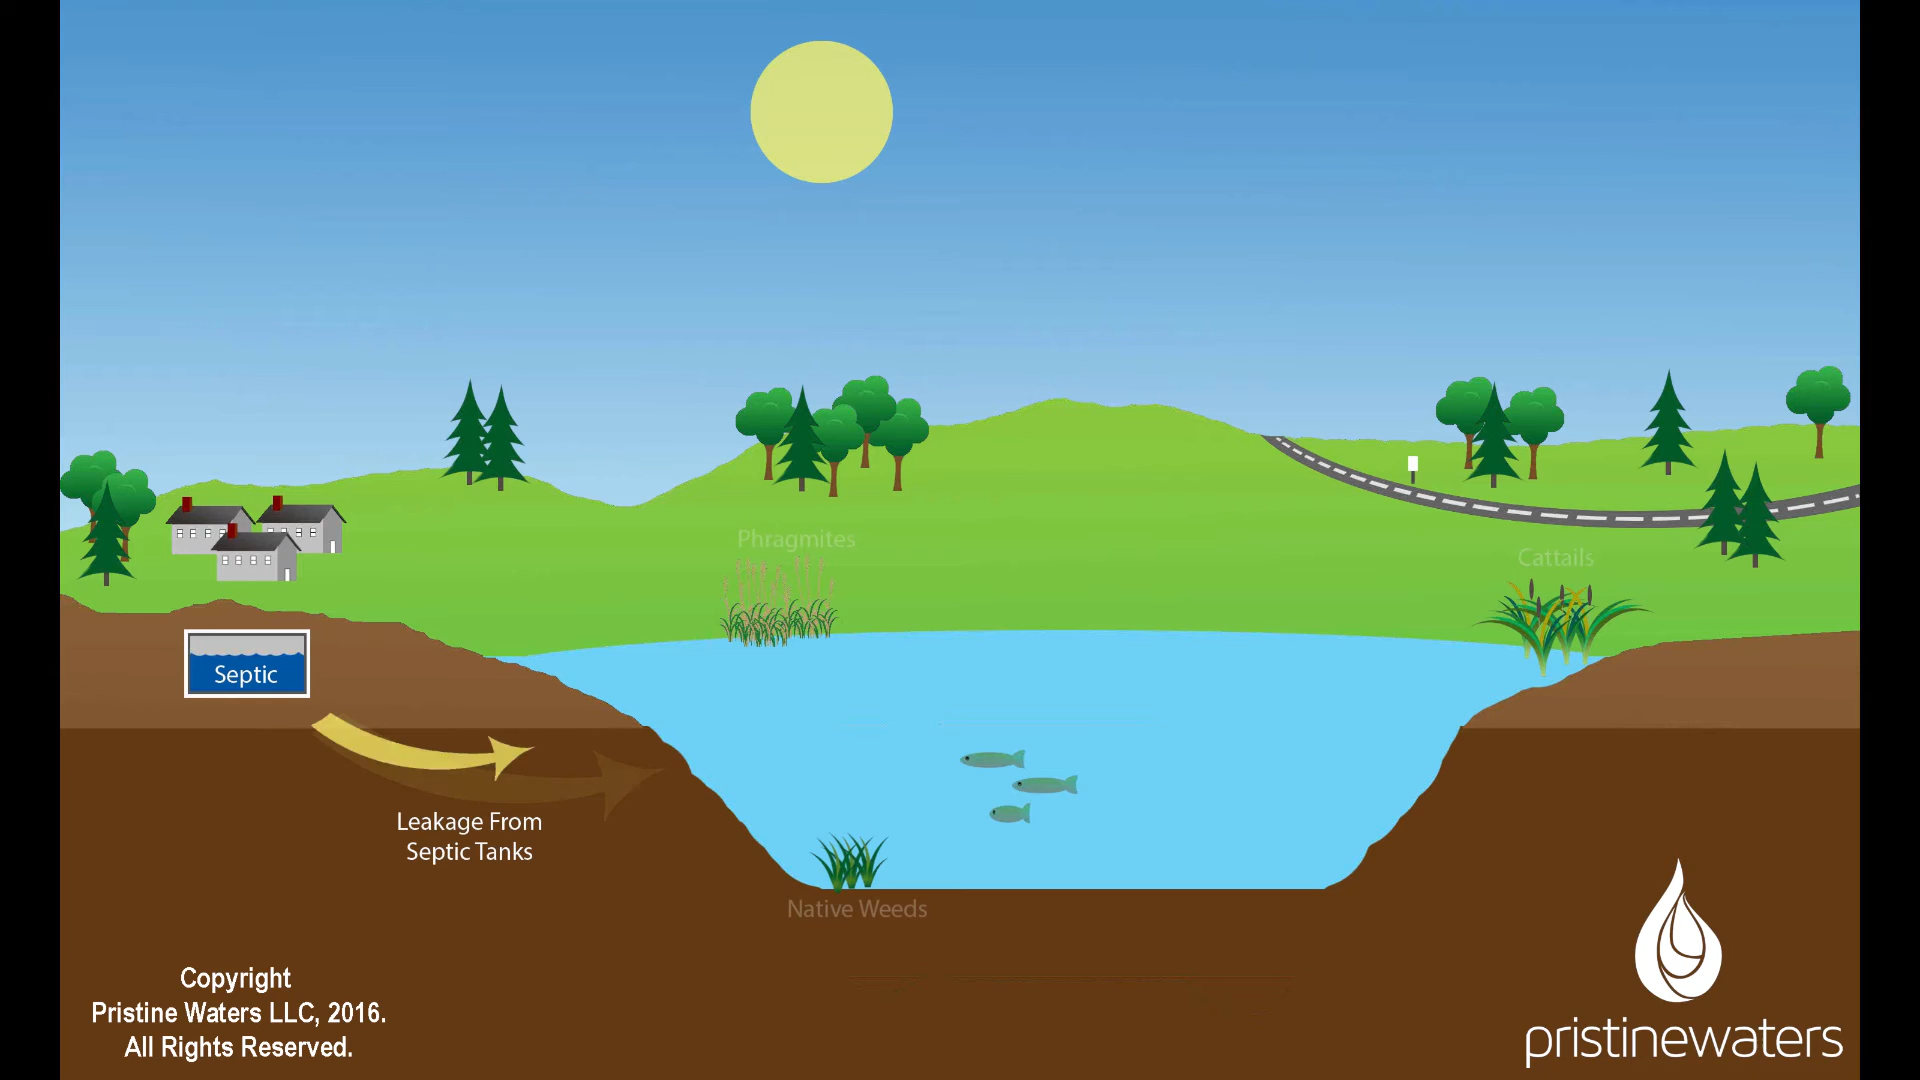 Phragmites
Cattails
Septic
Leakage From
Septic Tanks
Native Weeds
Copyright
Pristine Waters LLC, 2016.
All Rights Reserved.
pristinewaters